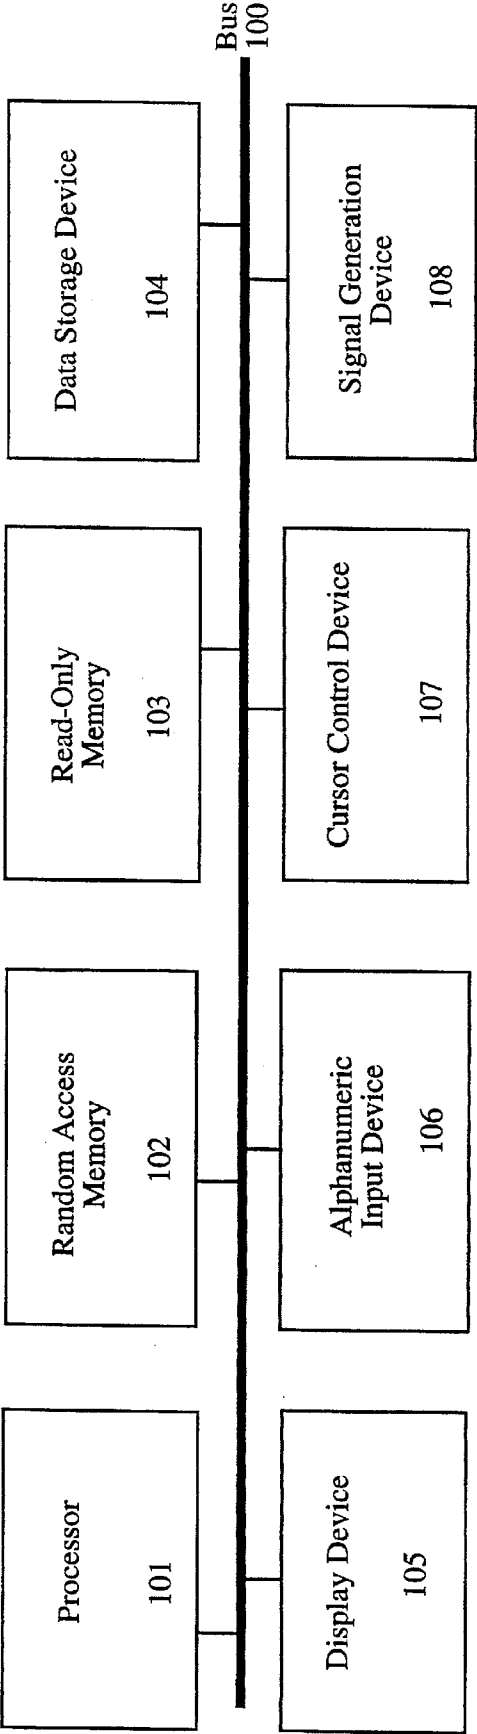 Processor
101
Random Access
Memory
102
Read-Only
Memory
103
Data Storage Device
104
Bus
100
Display Device
105
Alphanumeric
Input Device
106
Cursor Control Device
107
Signal Generation
Device
108